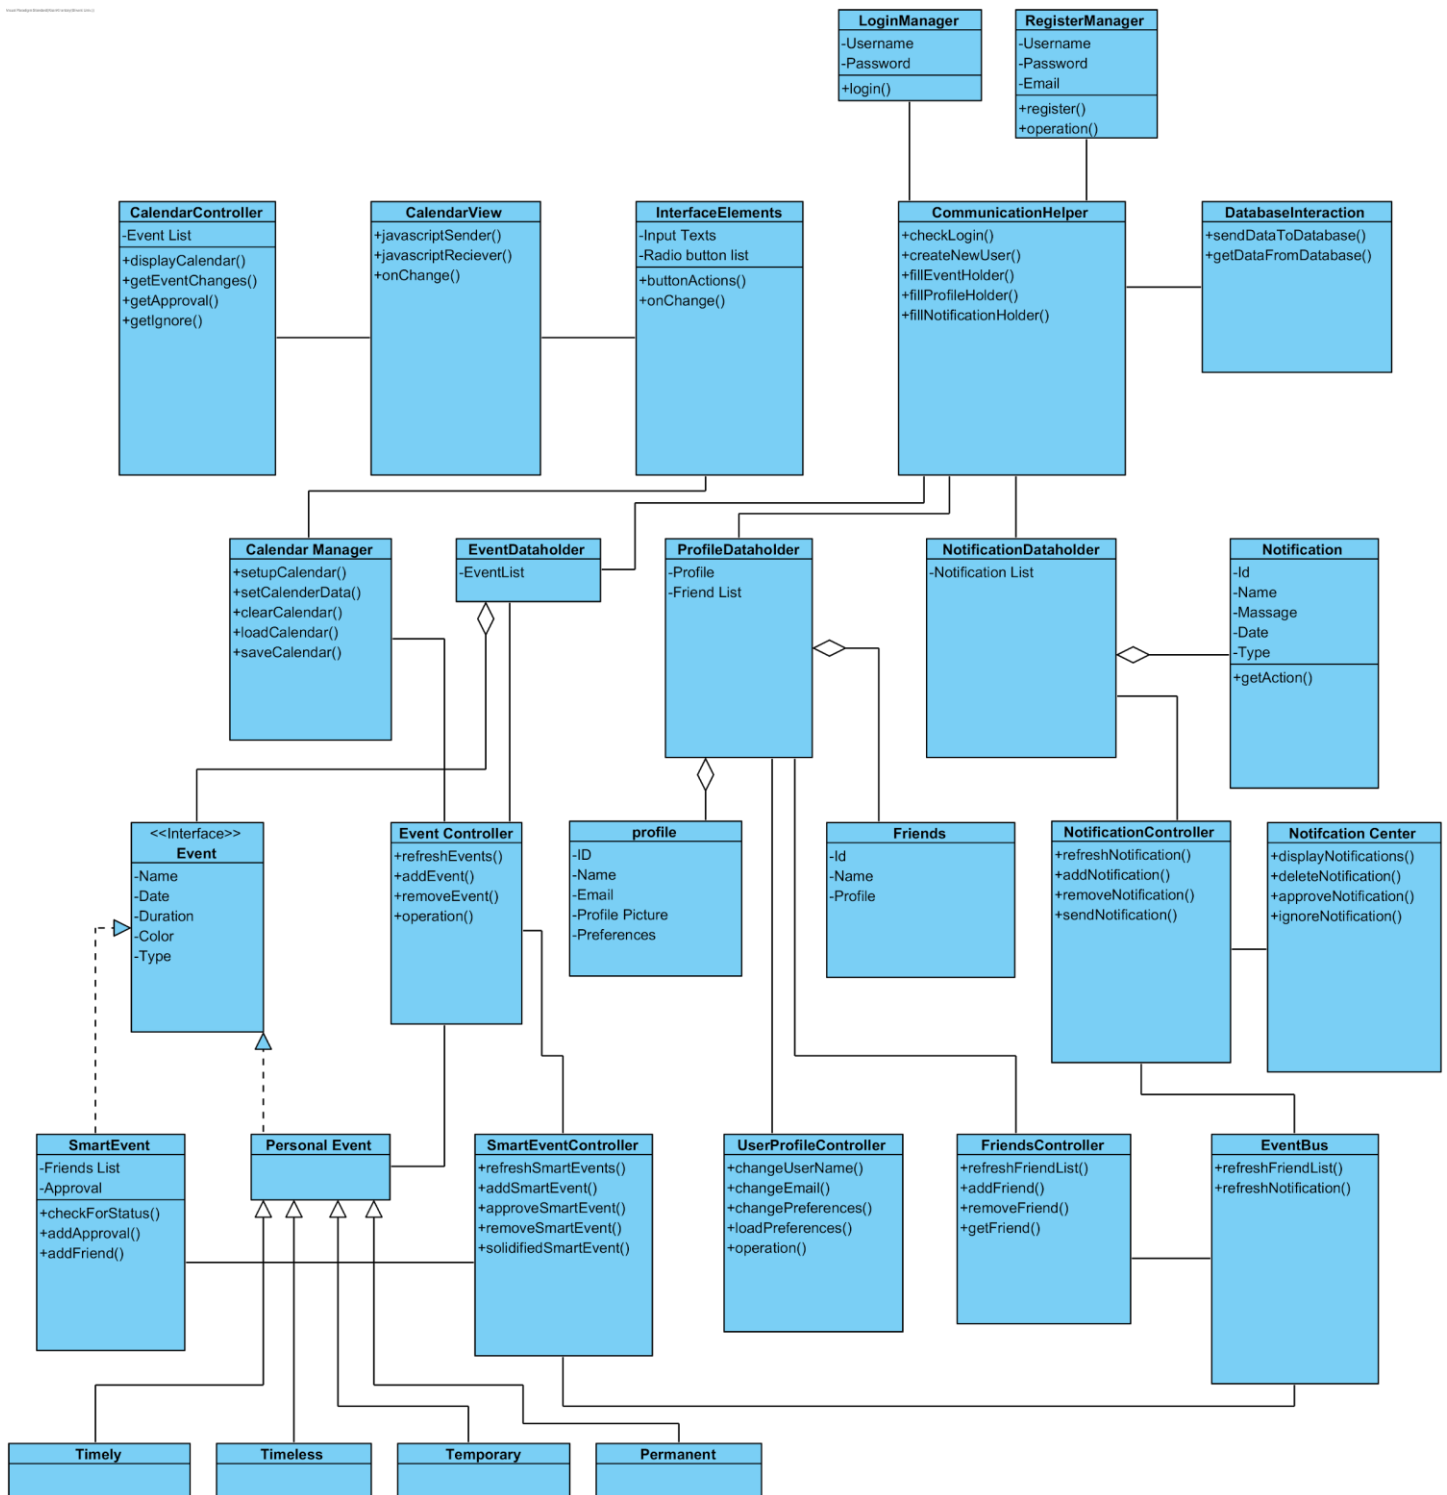 LoginManager
-Username
-Password
+login()
RegisterManager
-Username
-Password
-Email
+register()
+operation()
CalendarController
-Event List
+displayCalendar()
+getEventChanges()
+getApproval()
+getIgnore()
CalendarView
+javascriptSender()
+javascriptReciever()
+onChange()
InterfaceElements
-Input Texts
-Radio button list
+buttonActions()
+onChange()
CommunicationHelper
+checkLogin()
+createNewUser()
+fillEventHolder()
+fillProfileHolder()
+fillNotificationHolder()
DatabaseInteraction
+sendDataToDatabase()
+getDataFromDatabase()
Calendar Manager
+setupCalendar()
+setCalenderData()
+clearCalendar()
+loadCalendar()
+saveCalendar()
EventDataholder
-EventList
ProfileDataholder
-Profile
-Friend List
NotificationDataholder
-Notification List
Notification
-Id
-Name
-Massage
-Date
-Type
+getAction()
<<Interface>>
Event
-Name
-Date
-Duration
-Color
-Type
Event Controller
+refreshEvents()
+addEvent()
+removeEvent()
+operation()
profile
-ID
-Name
-Email
-Profile Picture
-Preferences
Friends
-Id
-Name
-Profile
NotificationController
+refreshNotification()
+addNotification()
+removeNotification()
+sendNotification()
Notifcation Center
+displayNotifications()
+deleteNotification()
+approveNotification()
+ignoreNotification()
SmartEvent
-Friends List
-Approval
+checkForStatus()
+addApproval()
+addFriend()
Personal Event
SmartEventController
+refreshSmartEvents()
+addSmartEvent()
+approveSmartEvent()
+removeSmartEvent()
+solidifiedSmartEvent()
UserProfileController
+changeUserName()
+changeEmail()
+changePreferences()
+loadPreferences()
+operation()
FriendsController
+refreshFriendList()
+addFriend()
+removeFriend()
+getFriend()
EventBus
+refreshFriendList()
+refreshNotification()
Timely
Timeless
Temporary
Permanent